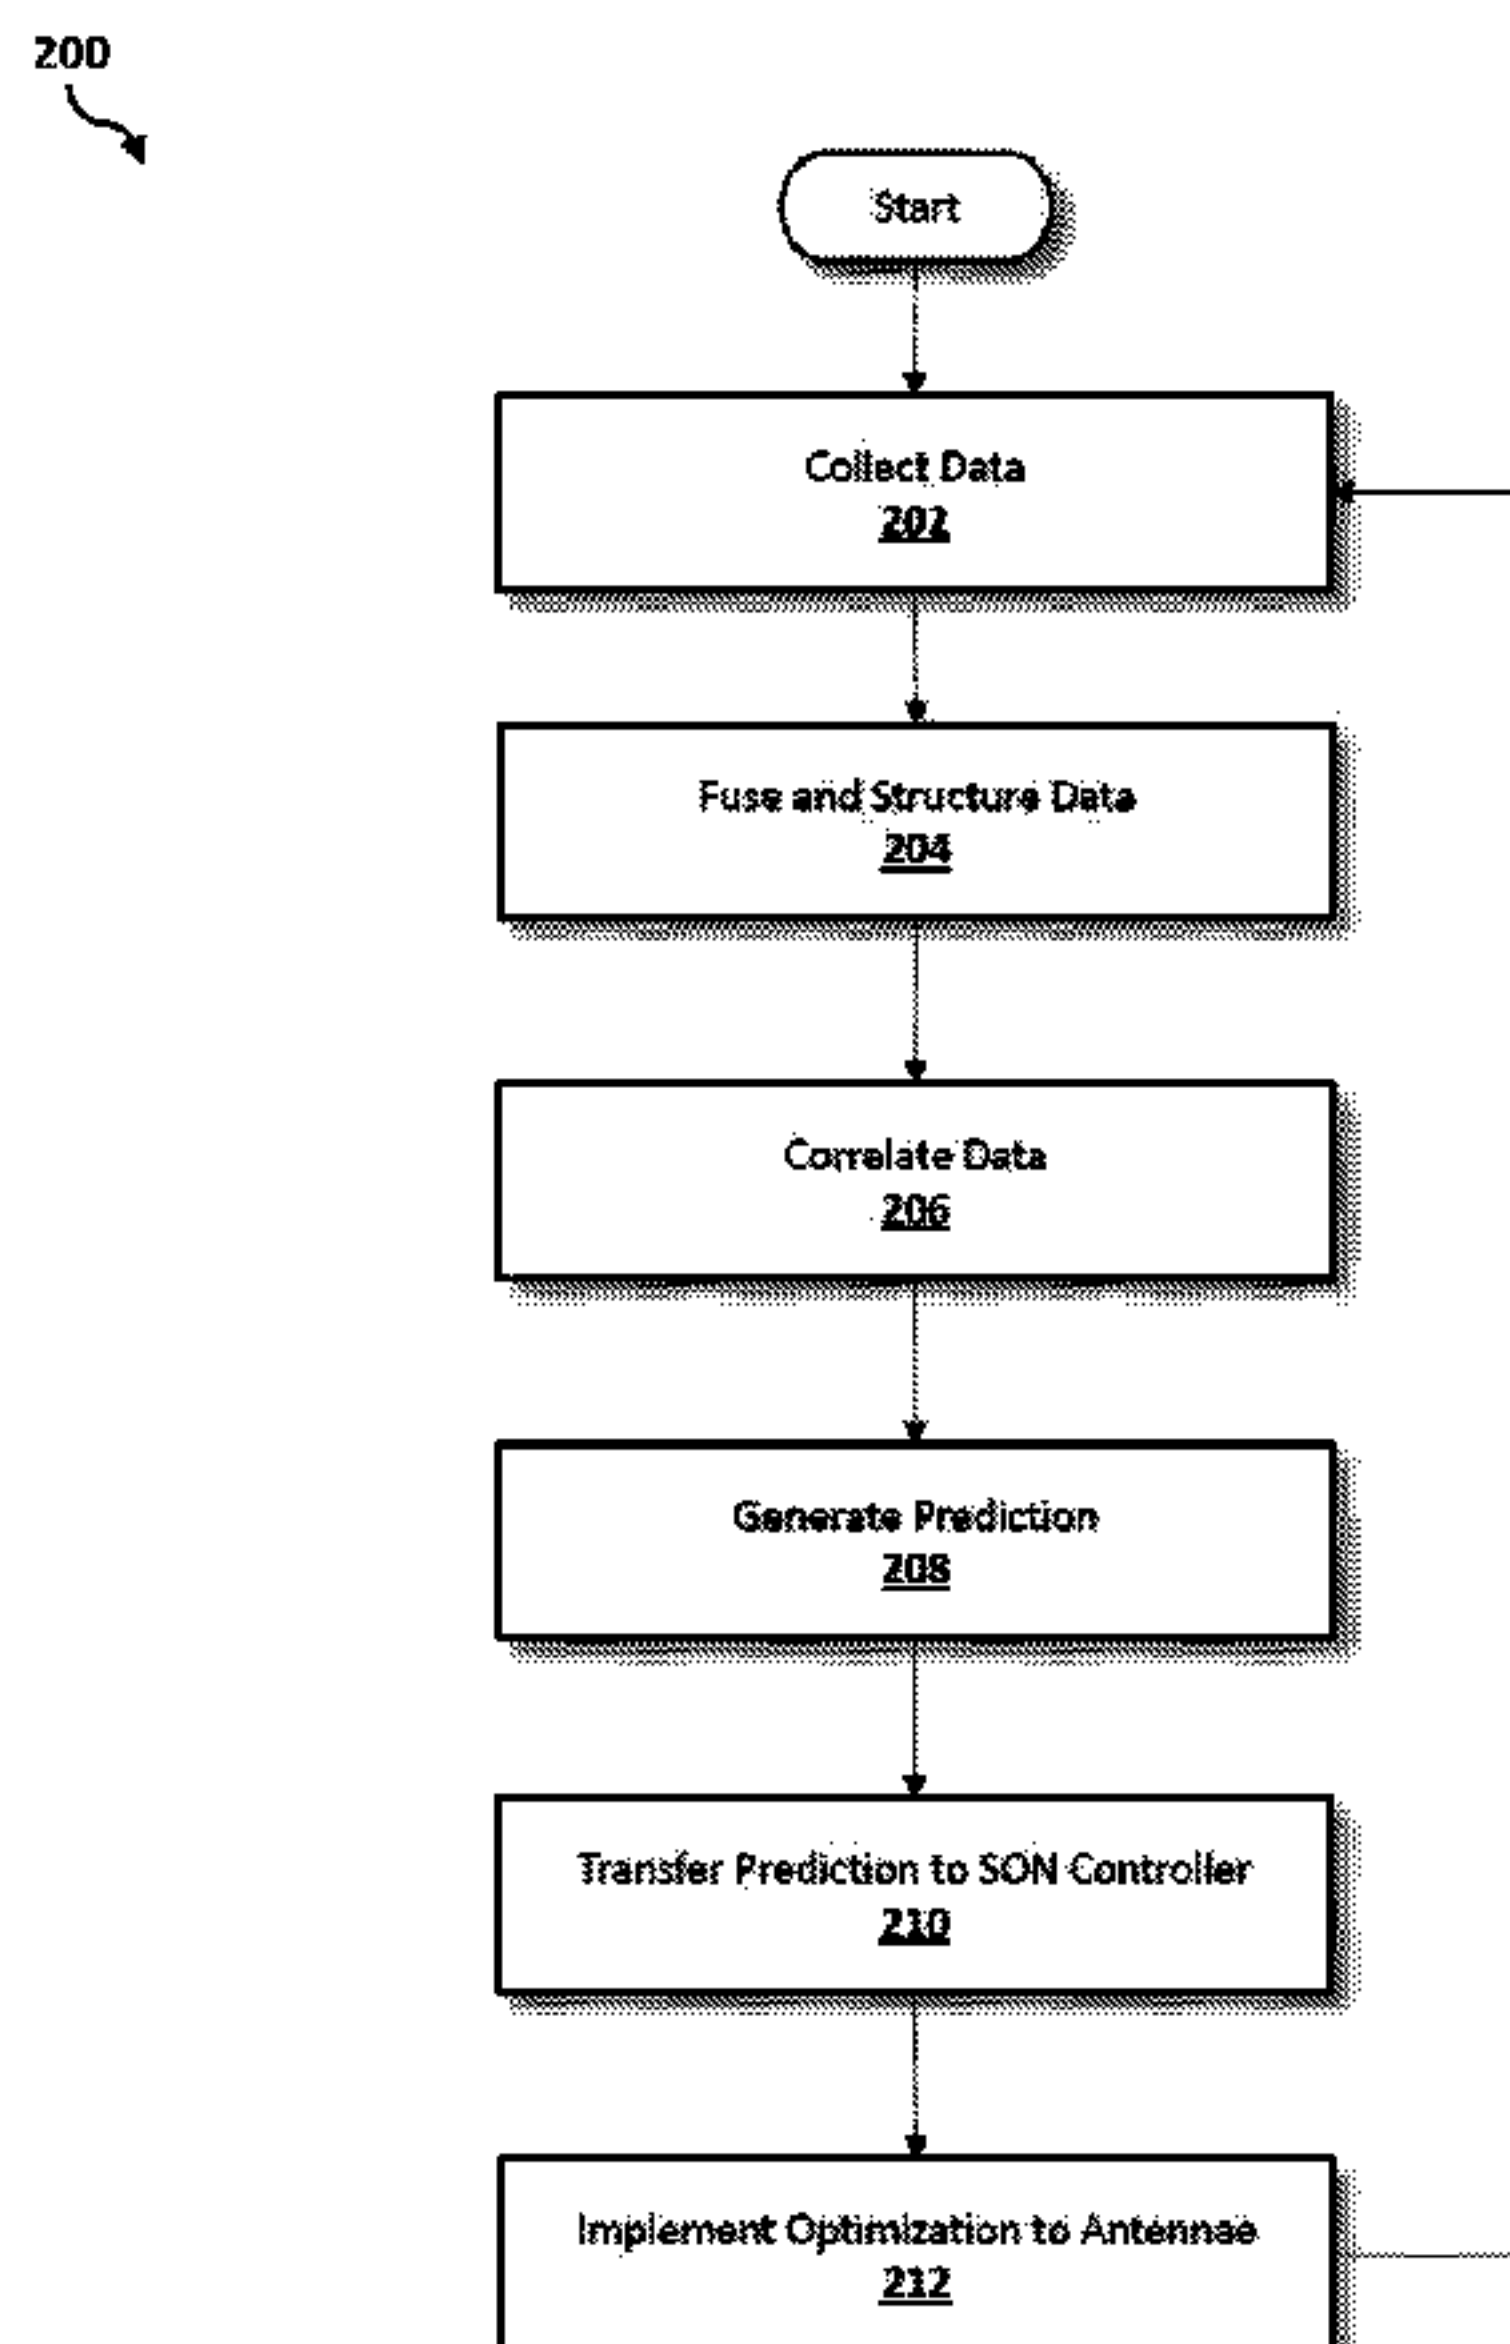 200
Start
Collect Data
202
Fuse and Structure Data
204
Correlate Data
206
Generate Prediction
208
Transfer Prediction to SON Controller
210
Implement Optimization to Antennae
212